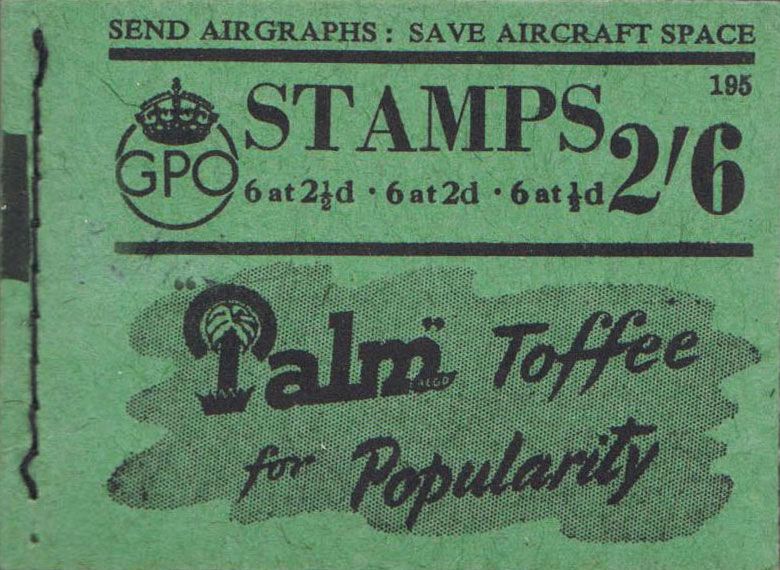 SEND AIRGRAPHS: SAVE AIRCRAFT SPACE
195
GPO STAMPS 2/6
6 at 2½d · 6 at 2d · 6 at ½d
"Palm" Toffee
REGD
for Popularity